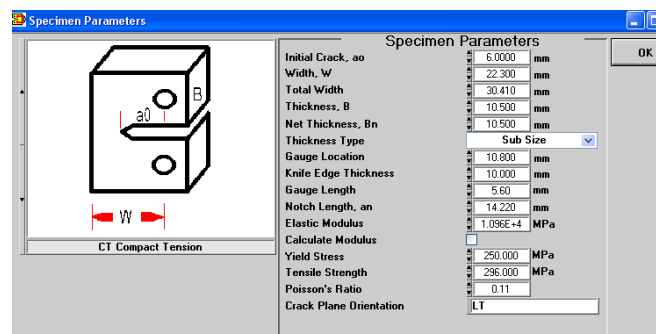 Specimen Parameters
B
a0
W
CT Compact Tension
Specimen Parameters
Initial Crack, ao 6.0000 mm
Width, W 22.300 mm
Total Width 30.410 mm
Thickness, B 10.500 mm
Net Thickness, Bn 10.500 mm
Thickness Type Sub Size
Gauge Location 10.800 mm
Knife Edge Thickness 10.000 mm
Gauge Length 5.60 mm
Notch Length, an 14.220 mm
Elastic Modulus 1.096E+4 MPa
Calculate Modulus
Yield Stress 250.000 MPa
Tensile Strength 296.000 MPa
Poisson's Ratio 0.11
Crack Plane Orientation LT
OK